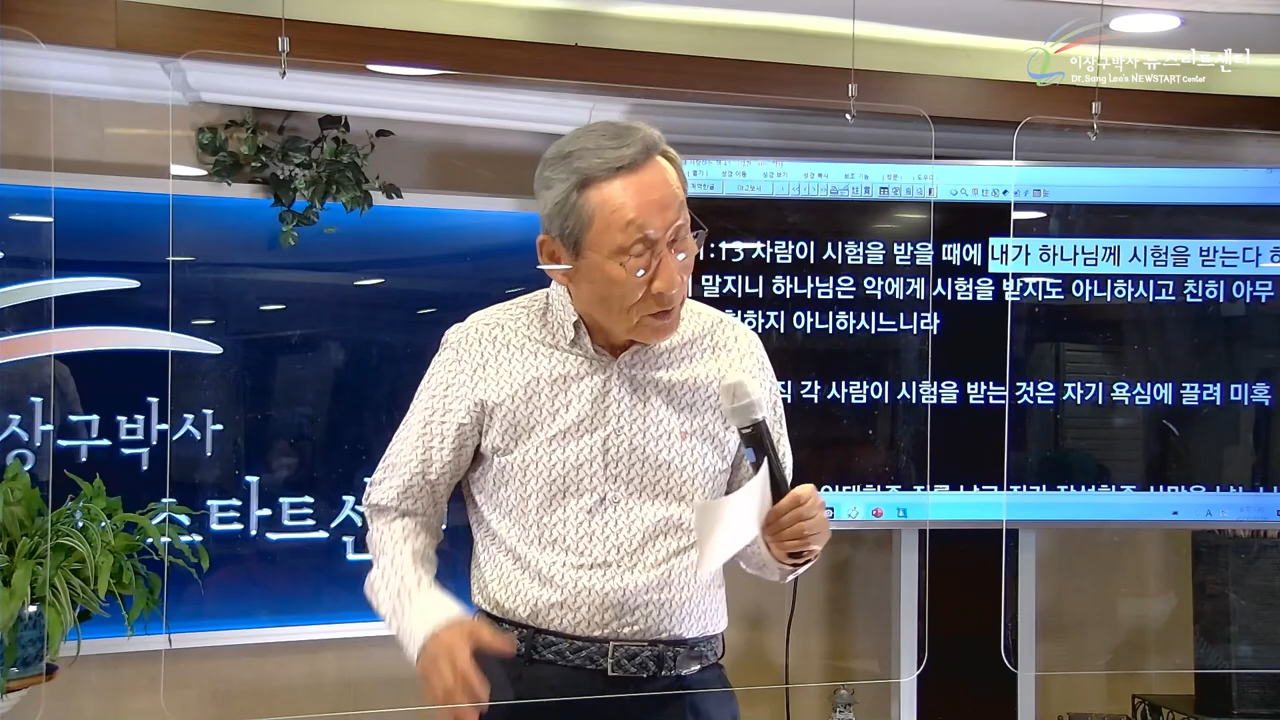 이상구박사 뉴스타트센터
Dr. Sang Lee's NEWSTART Center
:13 사람이 시험을 받을 때에 내가 하나님께 시험을 받는다 하
말지니 하나님은 악에게 시험을 받지도 아니하시고 친히 아무
하지 아니하시느니라
각 사람이 시험을 받는 것은 자기 욕심에 끌려 미혹
상구박사
스타트센